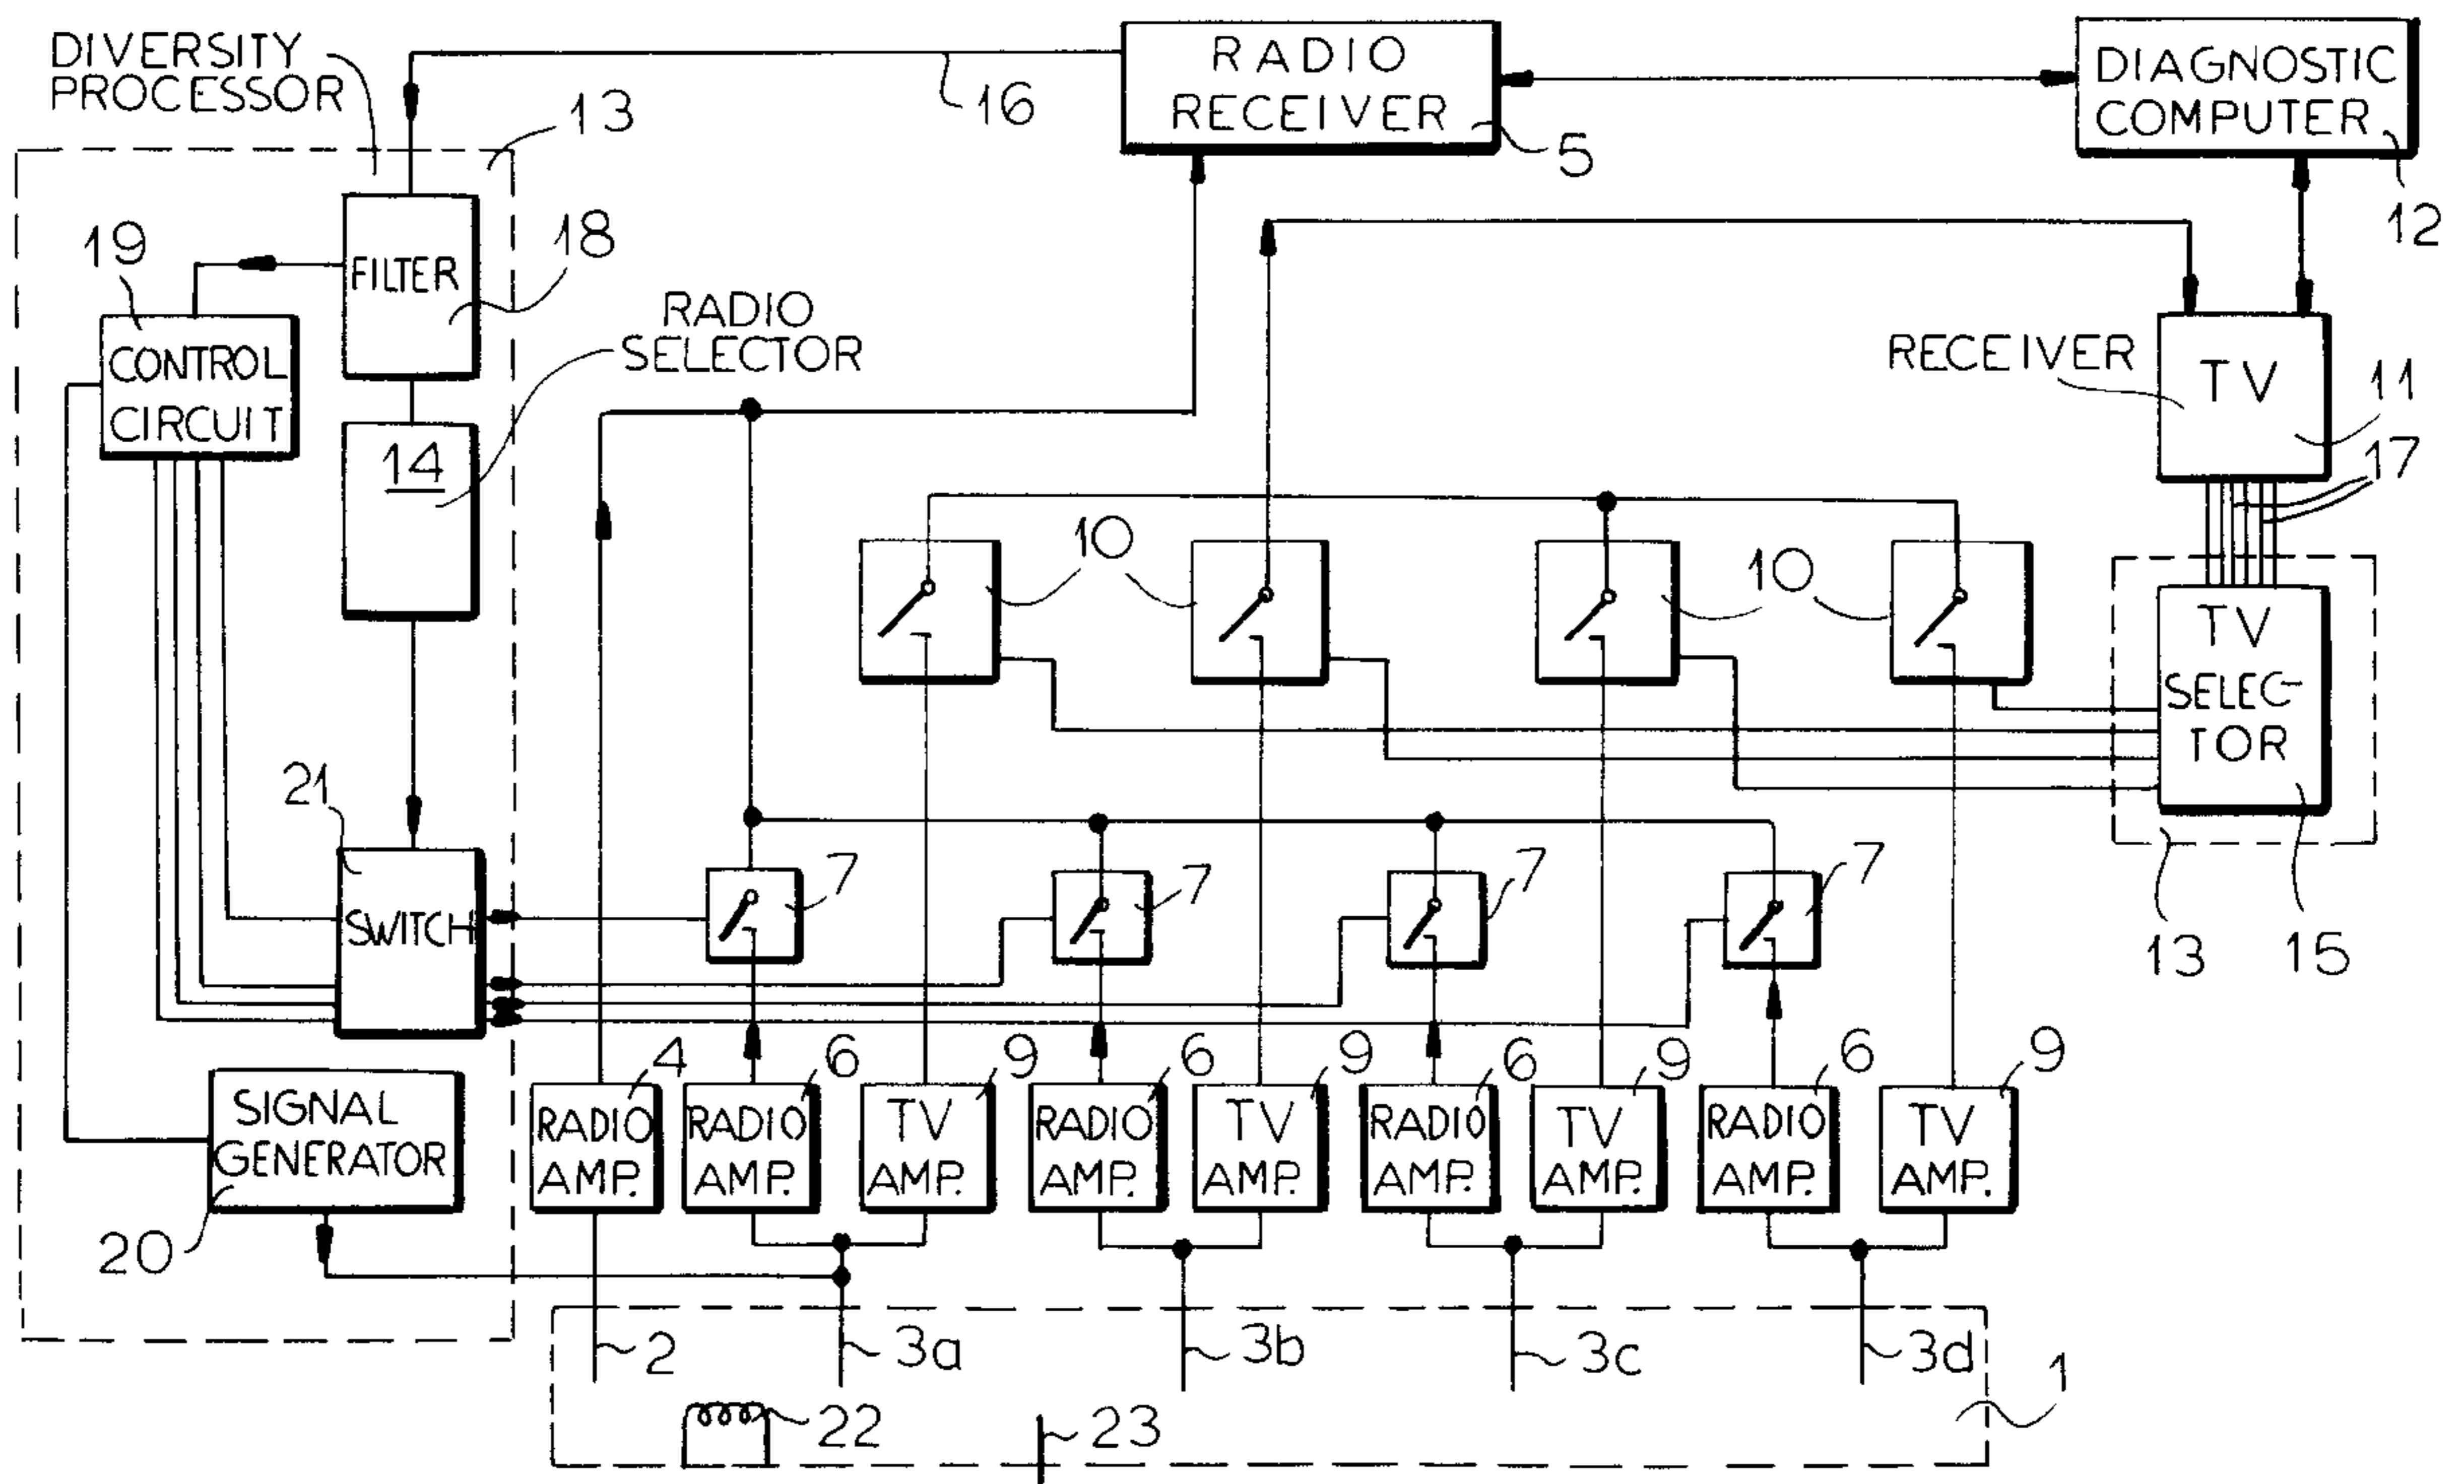 DIVERSITY
PROCESSOR
13
16
RADIO
RECEIVER
5
DIAGNOSTIC
COMPUTER
12
19
FILTER
18
CONTROL
CIRCUIT
RADIO
SELECTOR
14
RECEIVER
TV
11
17
10
10
TV
SELEC-
TOR
21
SWITCH
7
7
7
7
13
15
4
6
9
6
9
6
9
6
9
SIGNAL
GENERATOR
20
RADIO
AMP.
RADIO
AMP.
TV
AMP.
RADIO
AMP.
TV
AMP.
RADIO
AMP.
TV
AMP.
RADIO
AMP.
TV
AMP.
2
3a
3b
3c
3d
1
22
23